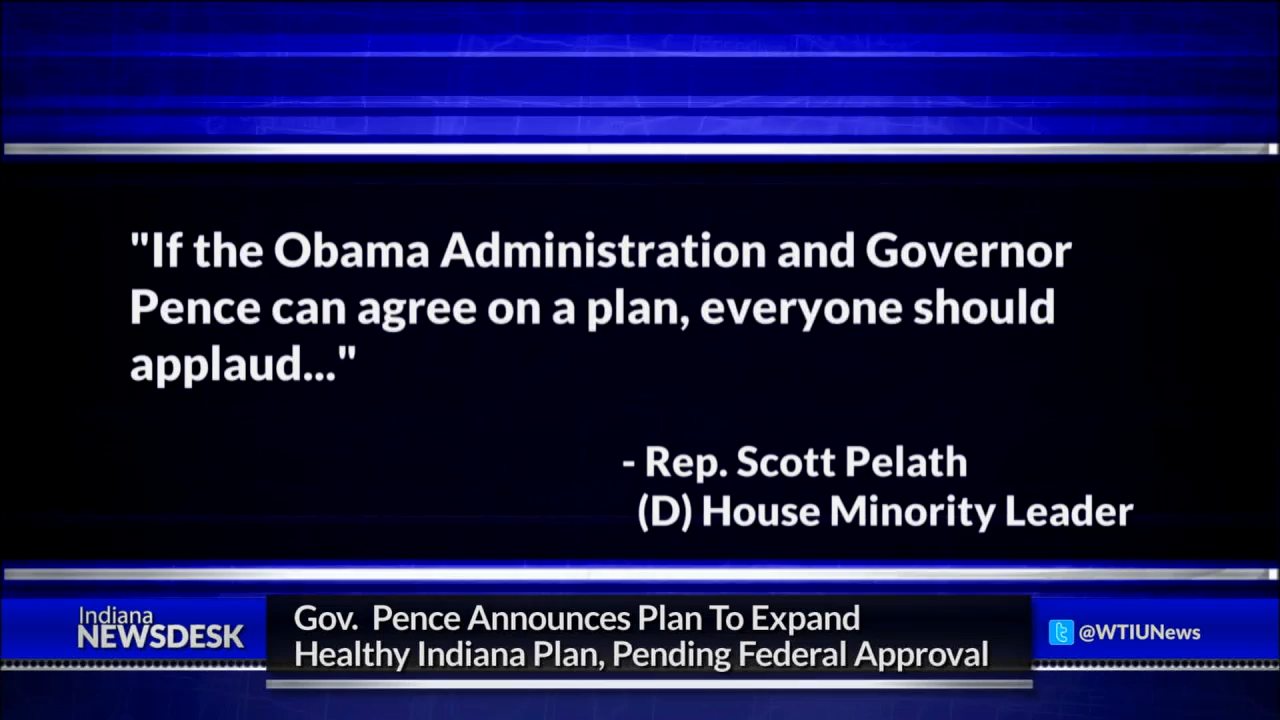 "If the Obama Administration and Governor
Pence can agree on a plan, everyone should
applaud..."
- Rep. Scott Pelath
(D) House Minority Leader
Indiana
NEWSDESK
Gov. Pence Announces Plan To Expand
Healthy Indiana Plan, Pending Federal Approval
@WTIUNews